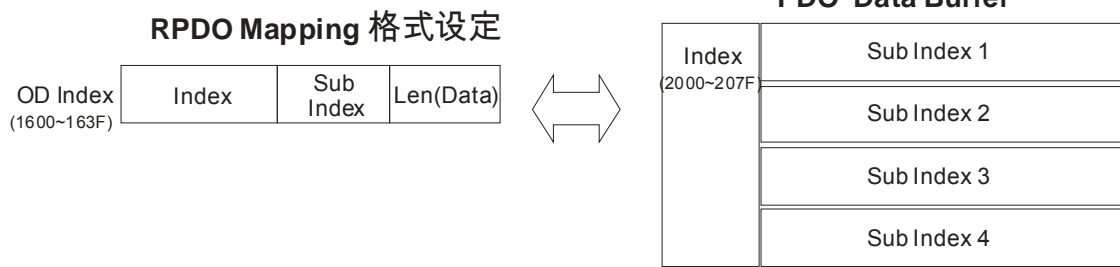 RPDO Mapping 格式设定
OD Index
(1600~163F)
Index
Sub
Index
Len(Data)
PDO Data Buffer
Index
(2000~207F)
Sub Index 1
Sub Index 2
Sub Index 3
Sub Index 4